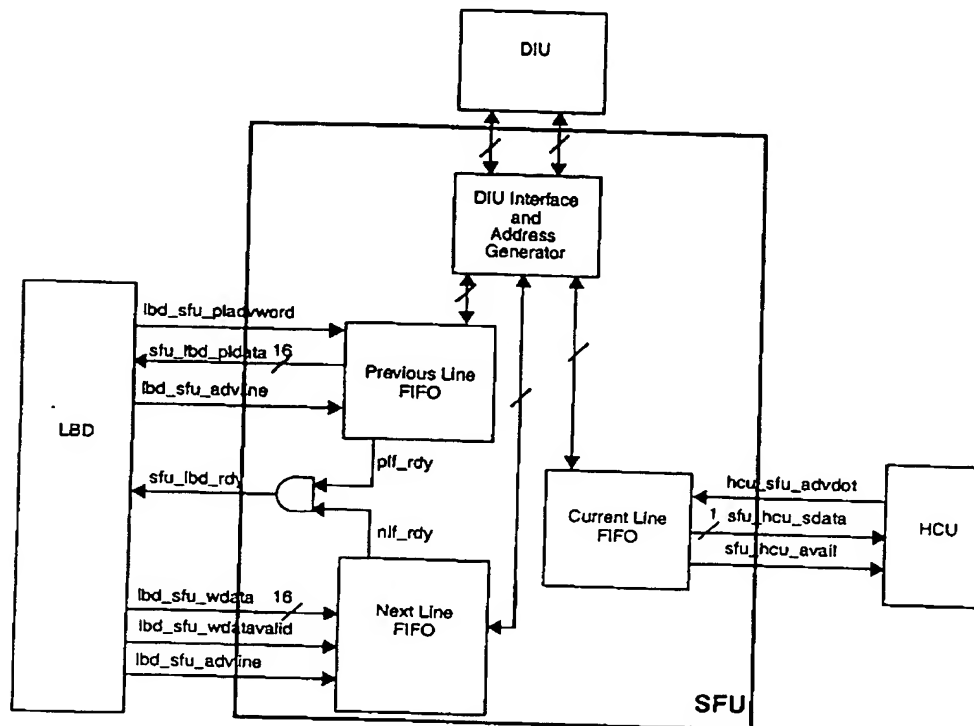 DIU
DIU Interface
and
Address
Generator
lbd_sfu_pladvword
sfu_lbd_pldata 16
lbd_sfu_advline
Previous Line
FIFO
LBD
plf_rdy
sfu_lbd_rdy
nlf_rdy
hcu_sfu_advdot
1 sfu_hcu_sdata
sfu_hcu_avail
Current Line
FIFO
HCU
lbd_sfu_wdata 16
lbd_sfu_wdatavalid
lbd_sfu_advline
Next Line
FIFO
SFU